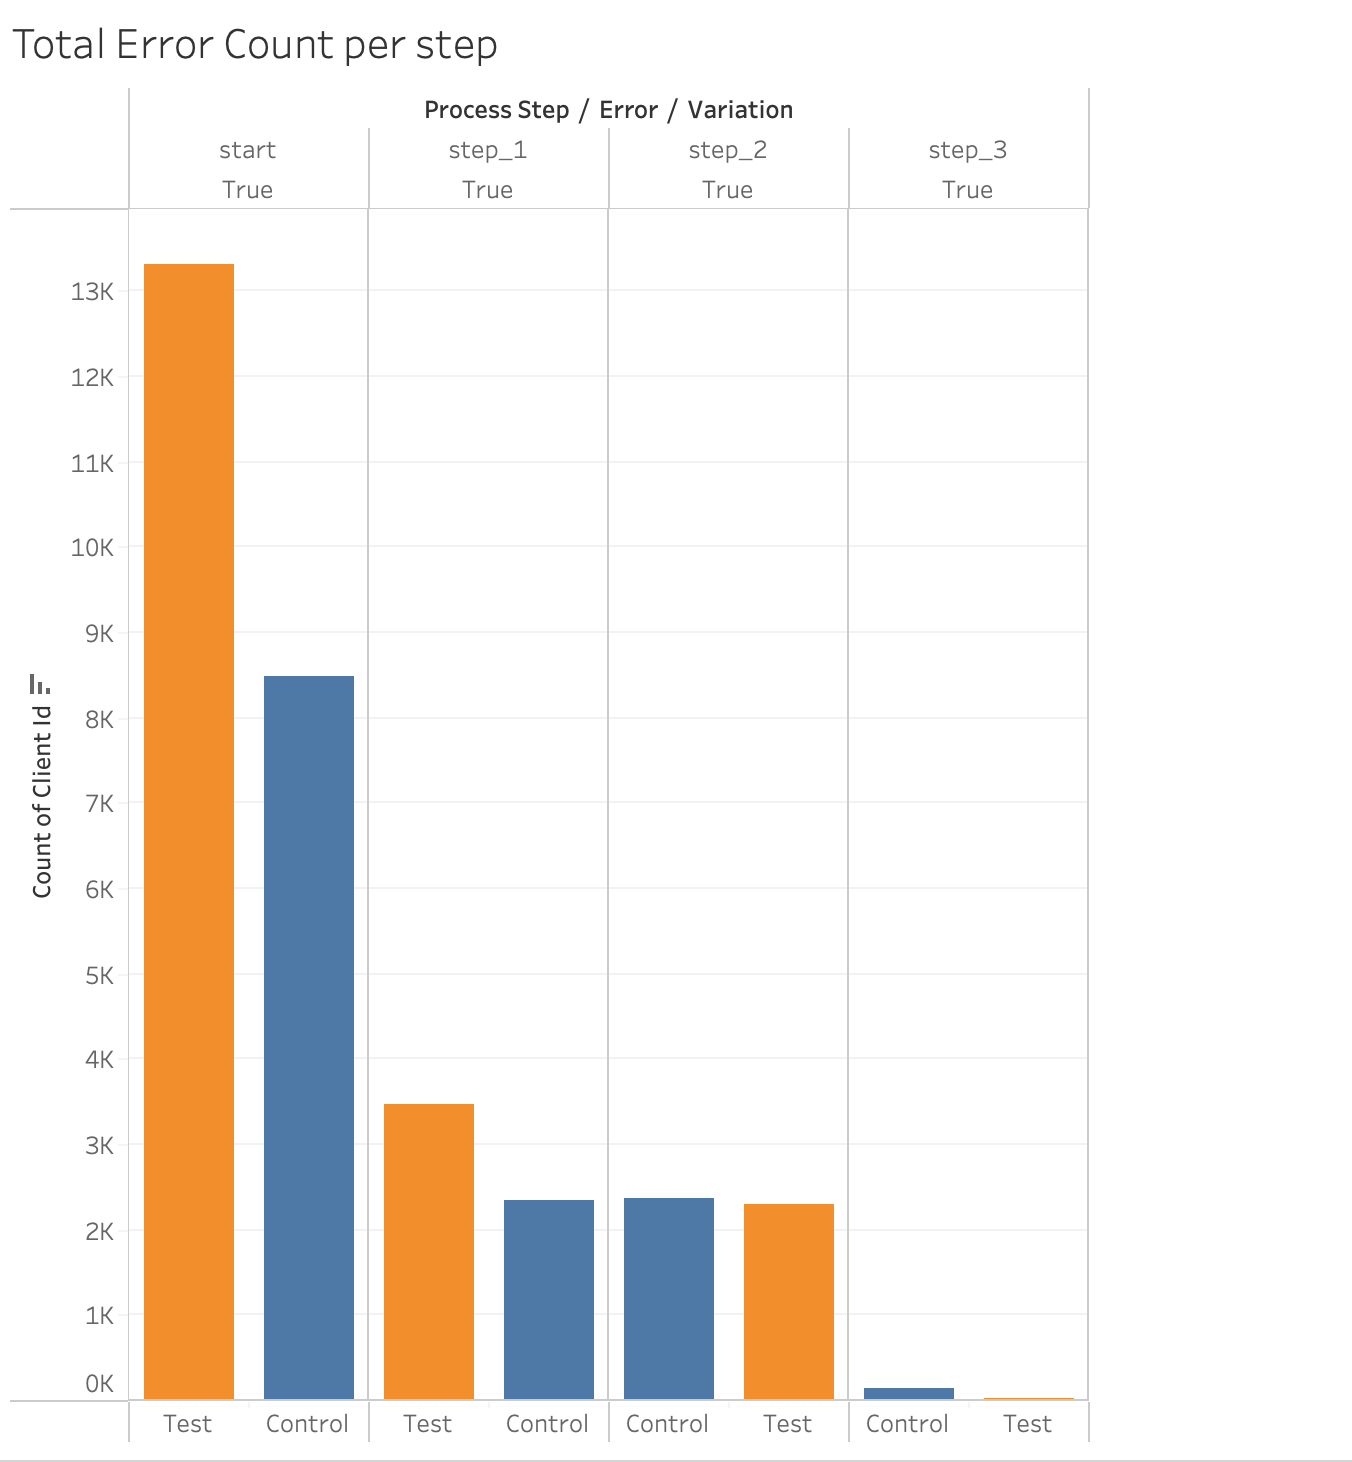 Total Error Count per step
Process Step / Error / Variation
start step_1 step_2 step_3
True True True True
13K
12K
11K
10K
9K
8K
7K
6K
5K
4K
3K
2K
1K
0K
Count of Client Id
Test Control Test Control Control Test Control Test